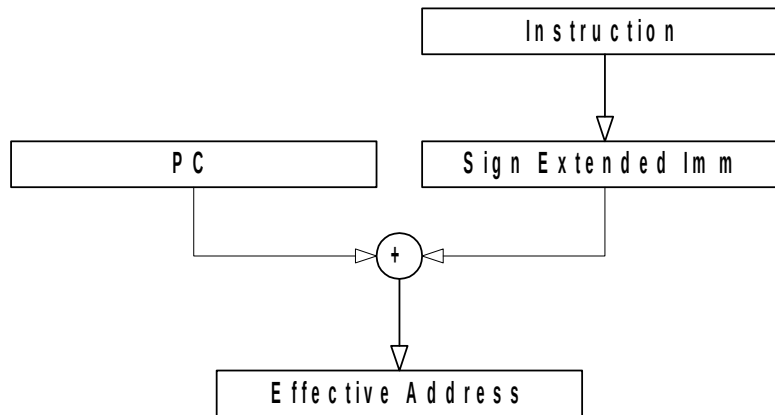 Instruction
PC
Sign Extended Imm
+
Effective Address